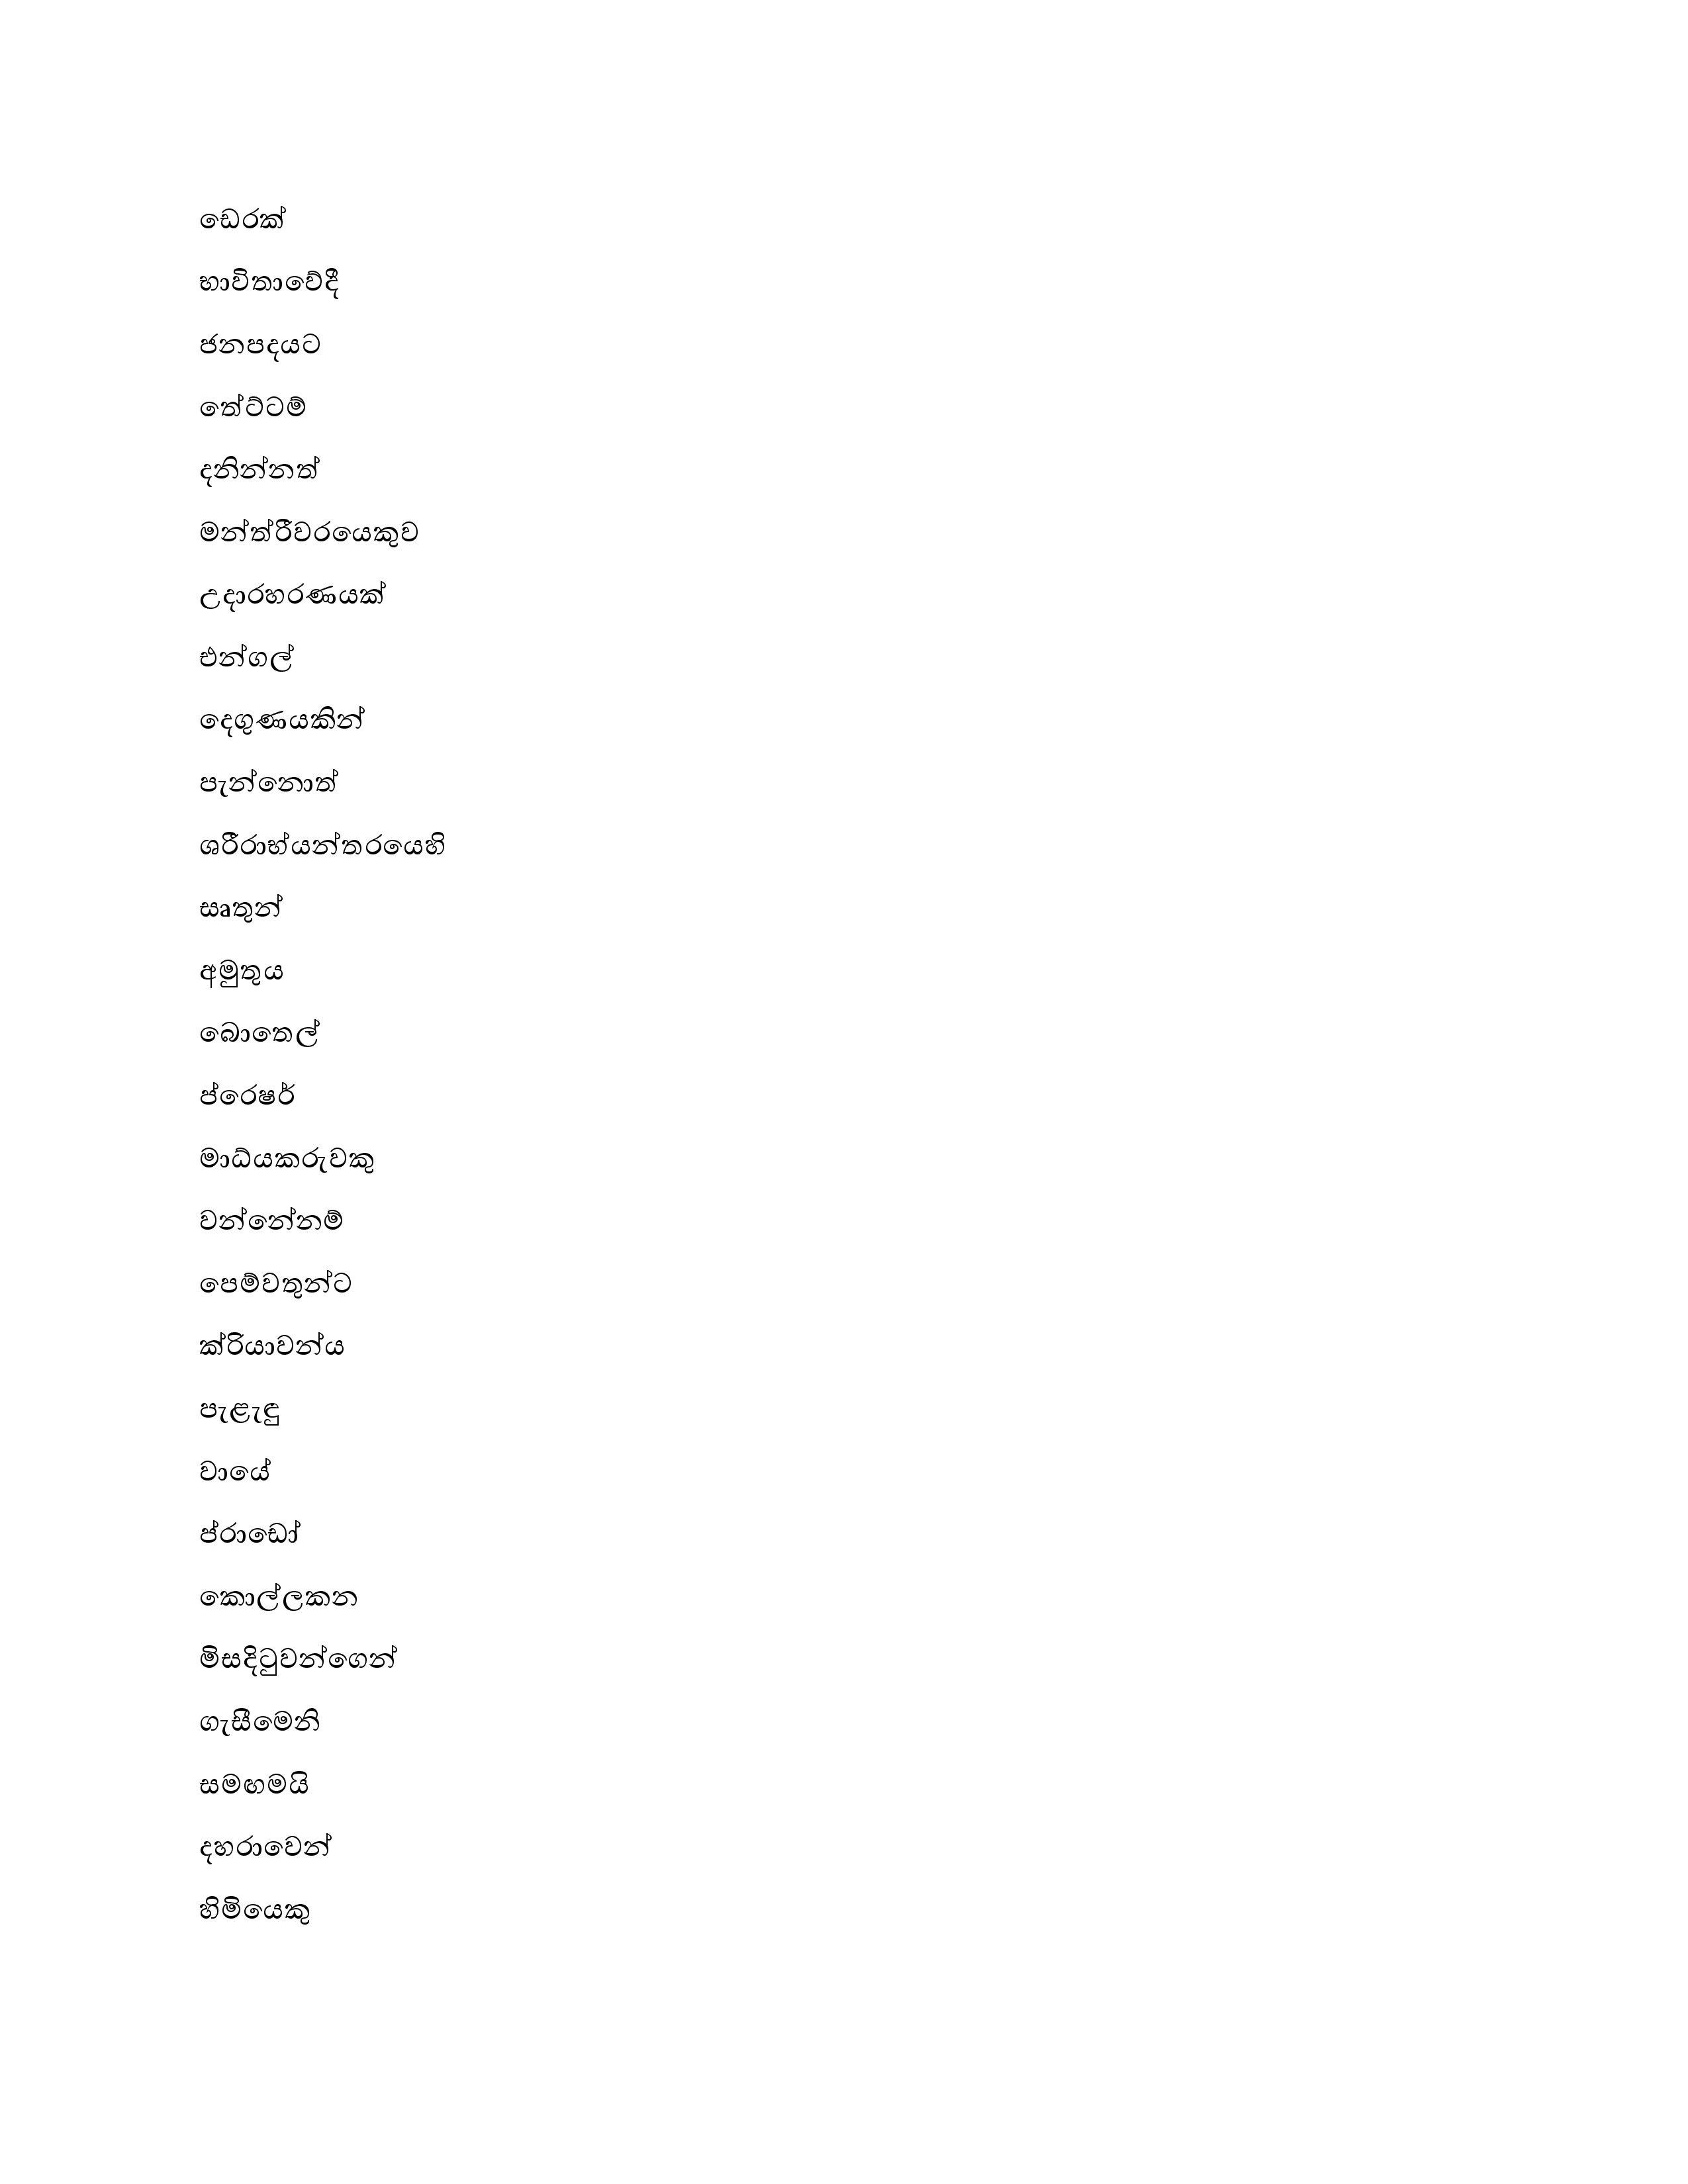 ඩෙරක්
භාවිතාවේදී
ජනපදයට
තේට්ටම්
දනින්නත්
මන්ත්රීවරයෙකුව
උදාරහරණයක්
එන්ගල්
දෙගුණයකින්
පැන්නොත්
ශරීරාභ්යන්තරයෙහි
සෘතුන්
අමුතුය
බොතෙල්
ප්රෙෂර්
මාධ්යකරුවකු
වන්නේනම්
පෙම්වතුන්ට
ක්රියාවන්ය
පැළැඳු
වායේ
ප්රාඩෝ
කොල්ලකන
මිසදිටුවන්ගෙන්
ගැසීමෙනි
සමඟමයි
දහරාවෙන්
හිමියෙකු